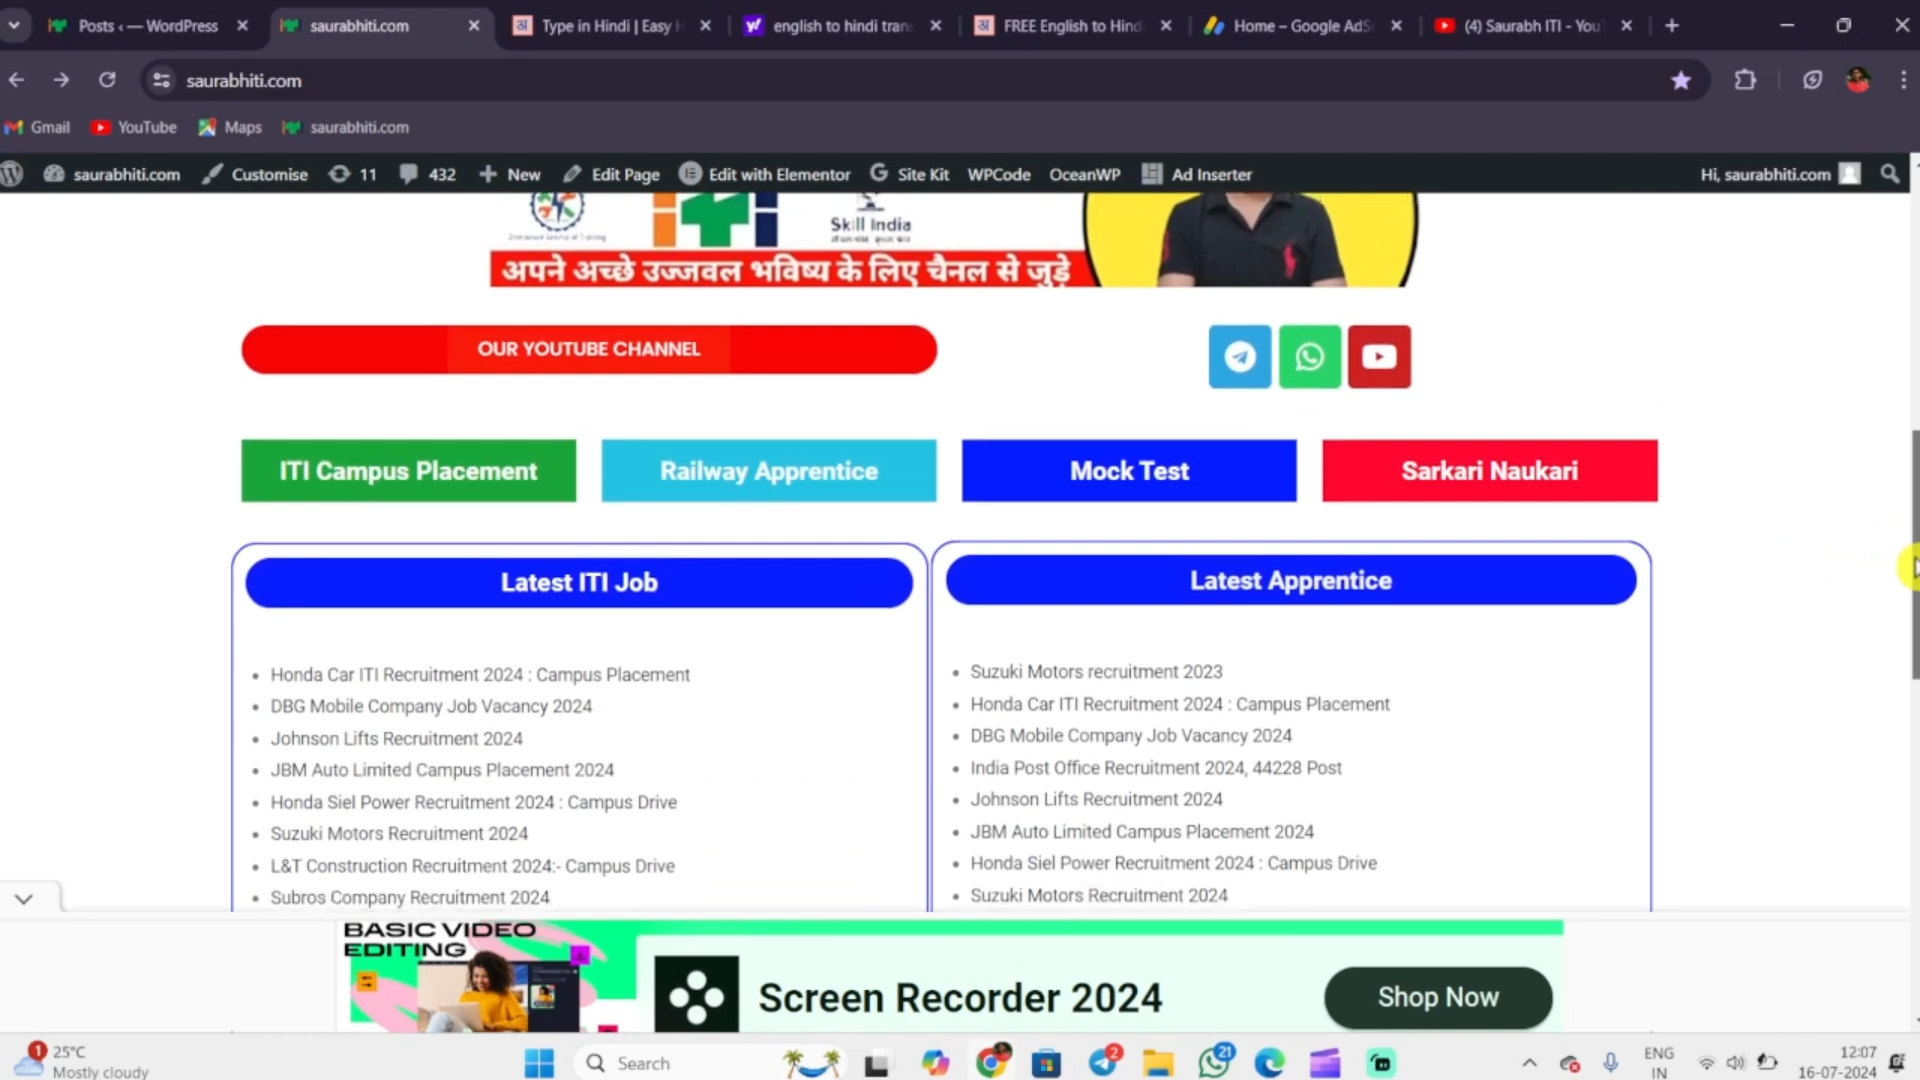 Posts ‹ — WordPress
saurabhiti.com
Type in Hindi | Easy H
english to hindi tran
FREE English to Hind
Home – Google AdS
(4) Saurabh ITI - You
saurabhiti.com
Gmail
YouTube
Maps
saurabhiti.com
saurabhiti.com
Customise
11
432
New
Edit Page
Edit with Elementor
Site Kit
WPCode
OceanWP
Ad Inserter
Hi, saurabhiti.com
iTi
Skill India
अपने अच्छे उज्जवल भविष्य के लिए चैनल से जुड़े
OUR YOUTUBE CHANNEL
ITI Campus Placement
Railway Apprentice
Mock Test
Sarkari Naukari
Latest ITI Job
Honda Car ITI Recruitment 2024 : Campus Placement
DBG Mobile Company Job Vacancy 2024
Johnson Lifts Recruitment 2024
JBM Auto Limited Campus Placement 2024
Honda Siel Power Recruitment 2024 : Campus Drive
Suzuki Motors Recruitment 2024
L&T Construction Recruitment 2024:- Campus Drive
Subros Company Recruitment 2024
Latest Apprentice
Suzuki Motors recruitment 2023
Honda Car ITI Recruitment 2024 : Campus Placement
DBG Mobile Company Job Vacancy 2024
India Post Office Recruitment 2024, 44228 Post
Johnson Lifts Recruitment 2024
JBM Auto Limited Campus Placement 2024
Honda Siel Power Recruitment 2024 : Campus Drive
Suzuki Motors Recruitment 2024
BASIC VIDEO
EDITING
Screen Recorder 2024
Shop Now
1
25°C
Mostly cloudy
Search
2
21
ENG
IN
12:07
16-07-2024